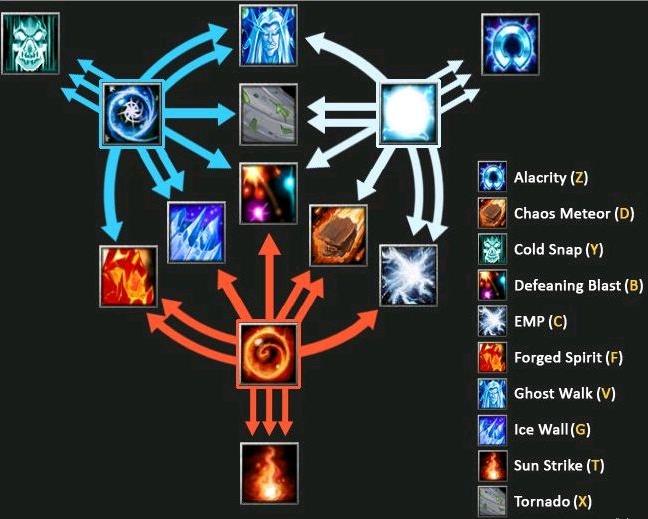 Alacrity (Z)
Chaos Meteor (D)
Cold Snap (Y)
Defeaning Blast (B)
EMP (C)
Forged Spirit (F)
Ghost Walk (V)
Ice Wall (G)
Sun Strike (T)
Tornado (X)